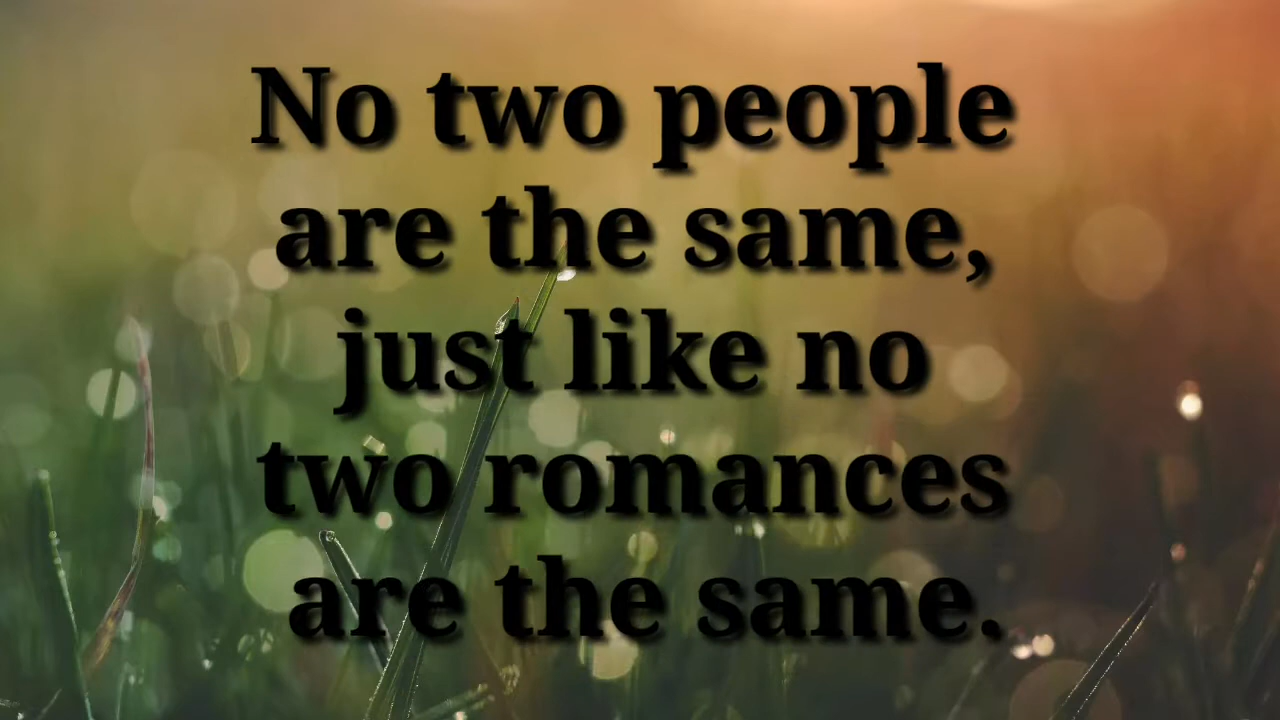 No two people
are the same,
just like no
two romances
are the same.